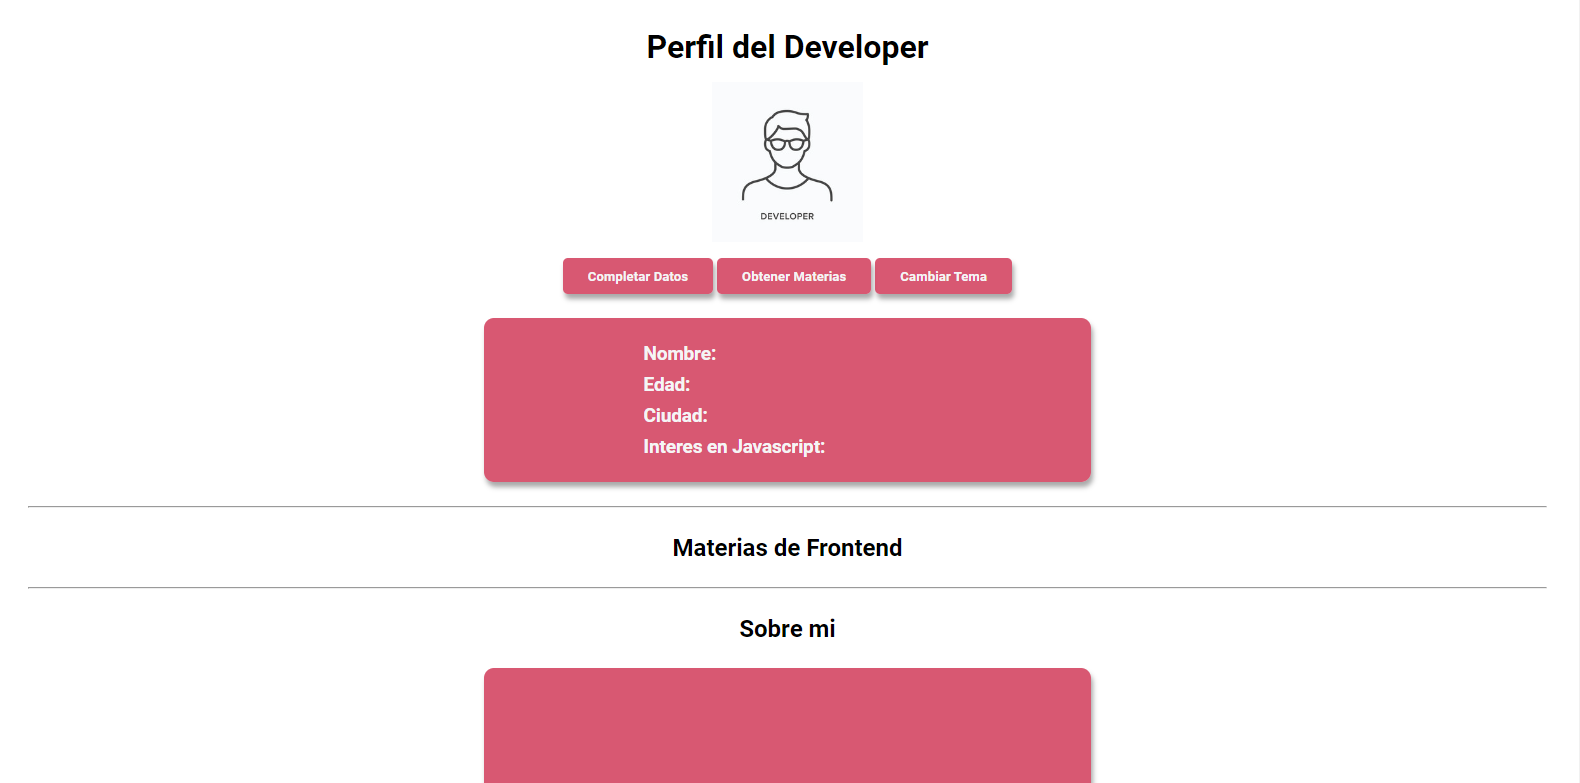 Perfil del Developer
DEVELOPER
Completar Datos Obtener Materias Cambiar Tema
Nombre:
Edad:
Ciudad:
Interes en Javascript:
Materias de Frontend
Sobre mi